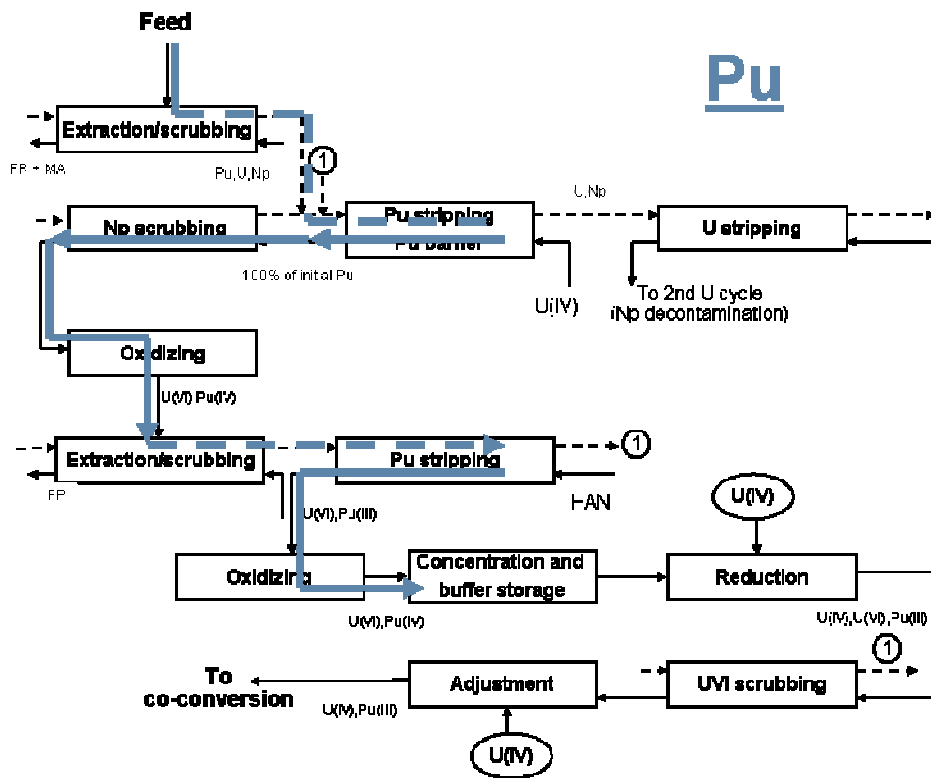 Feed
Pu
Extraction/scrubbing
1
FP + MA
Pu,U,Np
U,Np
Np scrubbing
Pu stripping
Pu barrier
U stripping
100% of initial Pu
U(IV)
To 2nd U cycle
(Np decontamination)
Oxidizing
U(VI) Pu(IV)
Extraction/scrubbing
Pu stripping
1
FP
HAN
U(VI),Pu(III)
U(IV)
Oxidizing
Concentration and
buffer storage
Reduction
U(VI),Pu(IV)
U(IV),U(VI),Pu(III)
1
To
co-conversion
Adjustment
UVI scrubbing
U(IV),Pu(III)
U(IV)